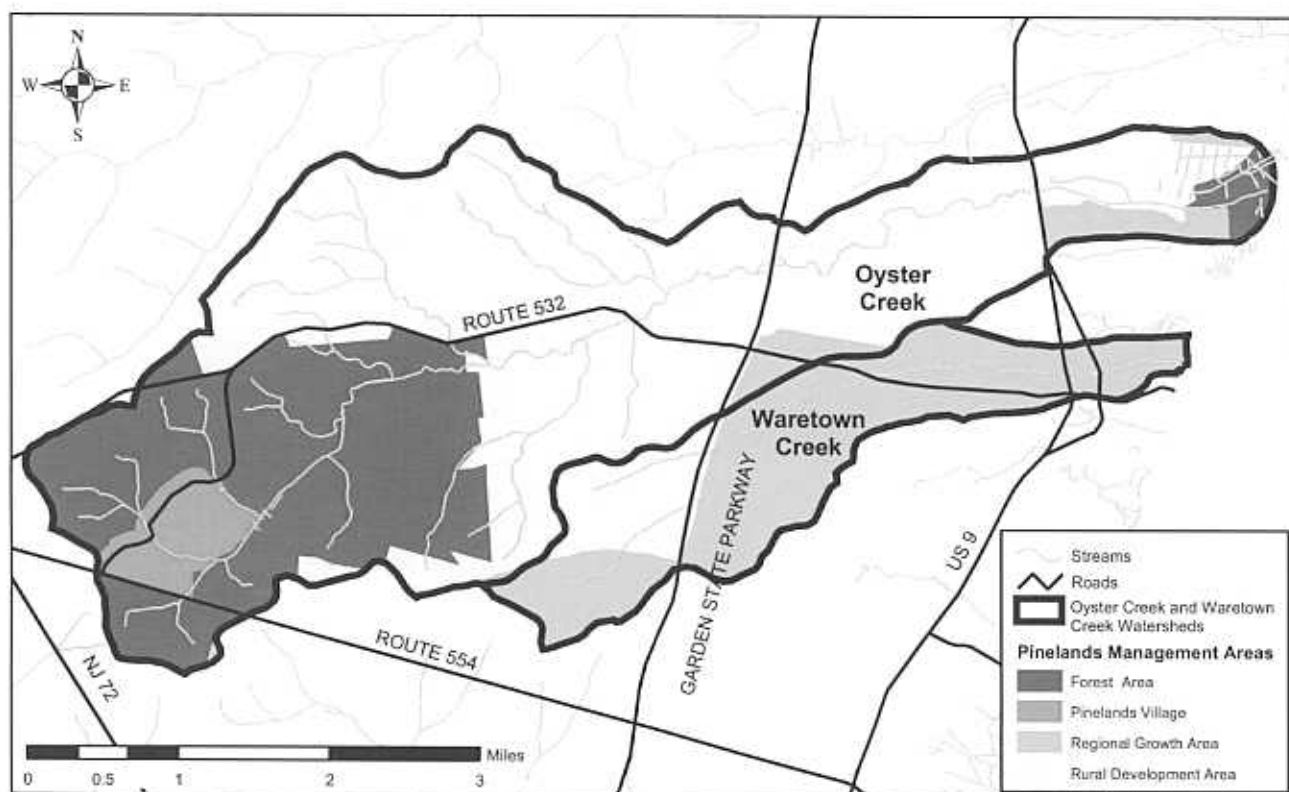 N
W E
S
ROUTE 532
Oyster
Creek
Waretown
Creek
GARDEN STATE PARKWAY
US 9
ROUTE 554
NJ 72
Miles
0 0.5 1 2 3
Streams
Roads
Oyster Creek and Waretown
Creek Watersheds
Pinelands Management Areas
Forest Area
Pinelands Village
Regional Growth Area
Rural Development Area